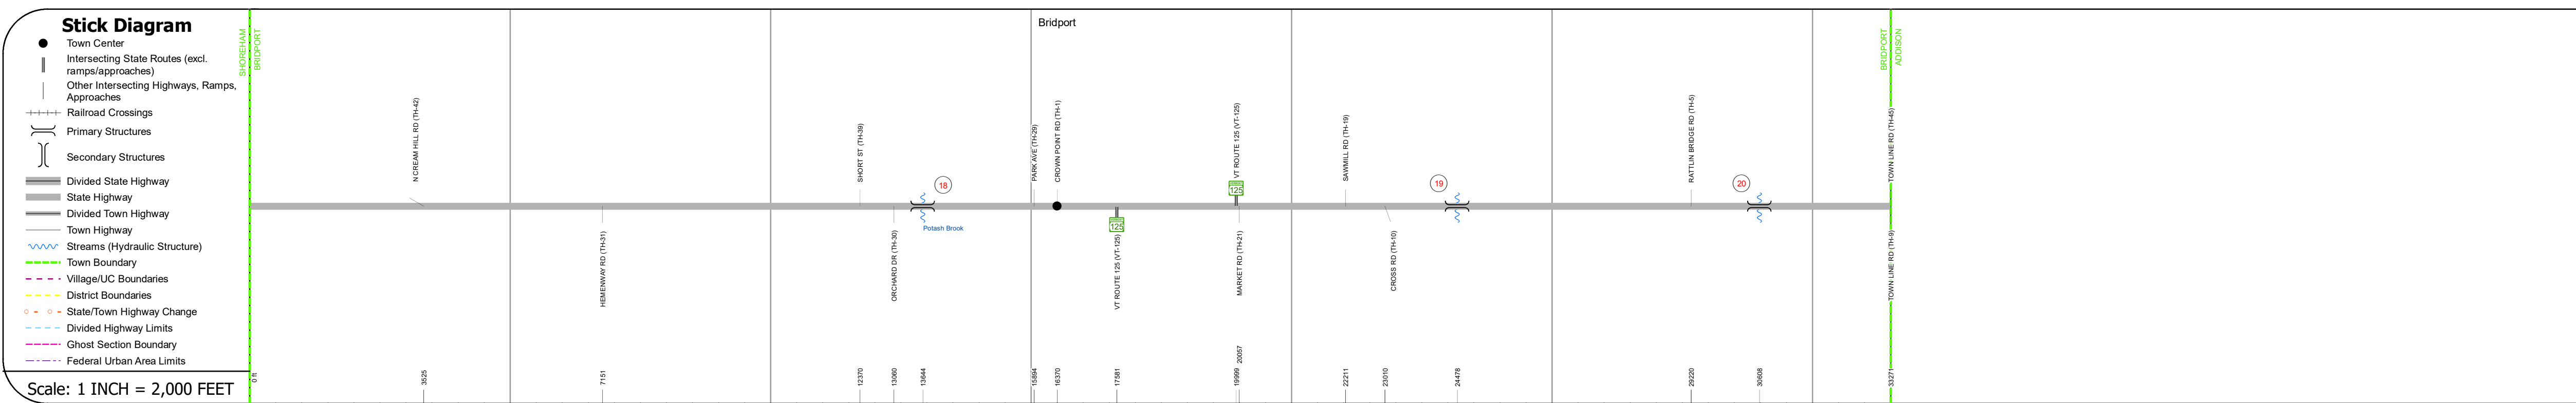 Stick Diagram
Town Center
Intersecting State Routes (excl.
ramps/approaches)
Other Intersecting Highways, Ramps,
Approaches
Railroad Crossings
Primary Structures
Secondary Structures
Divided State Highway
State Highway
Divided Town Highway
Town Highway
Streams (Hydraulic Structure)
Town Boundary
Village/UC Boundaries
District Boundaries
State/Town Highway Change
Divided Highway Limits
Ghost Section Boundary
Federal Urban Area Limits
Scale: 1 INCH = 2,000 FEET
SHOREHAM
BRIDPORT
Bridport
BRIDPORT
ADDISON
N CREAM HILL RD (TH-42)
SHORT ST (TH-39)
PARK AVE (TH-29)
CROWN POINT RD (TH-1)
VT ROUTE 125 (VT-125)
SAWMILL RD (TH-19)
RATTLIN BRIDGE RD (TH-5)
TOWN LINE RD (TH-45)
18
125
19
20
125
Potash Brook
HEMENWAY RD (TH-31)
ORCHARD DR (TH-30)
VT ROUTE 125 (VT-125)
MARKET RD (TH-21)
CROSS RD (TH-10)
TOWN LINE RD (TH-9)
0 ft
3525
7151
12370
13060
13644
15894
16370
17581
19999
20057
22211
23010
24478
29220
30608
33271